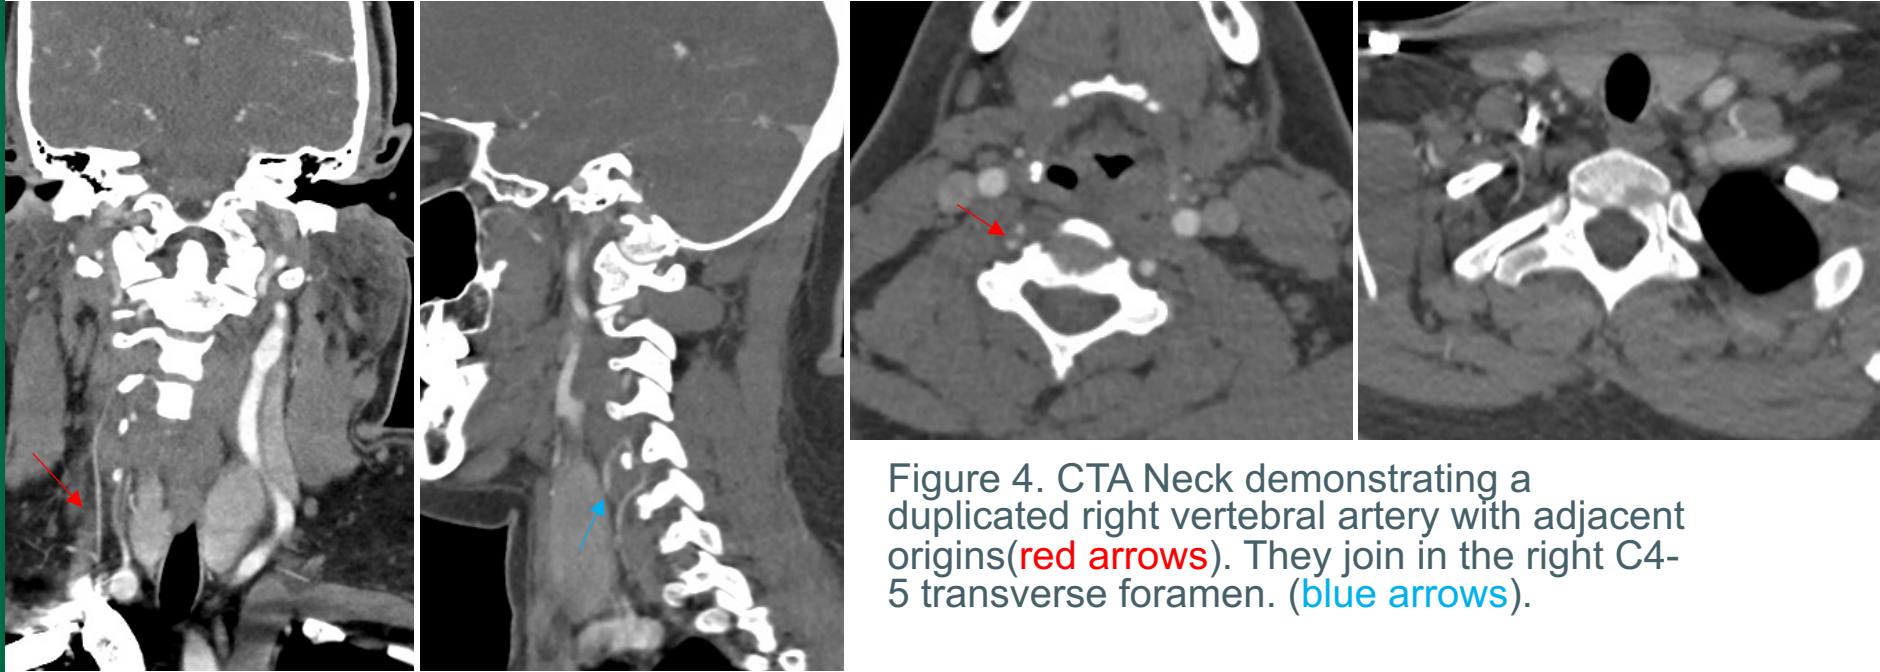 Figure 4. CTA Neck demonstrating a
duplicated right vertebral artery with adjacent
origins(red arrows). They join in the right C4-
5 transverse foramen. (blue arrows).